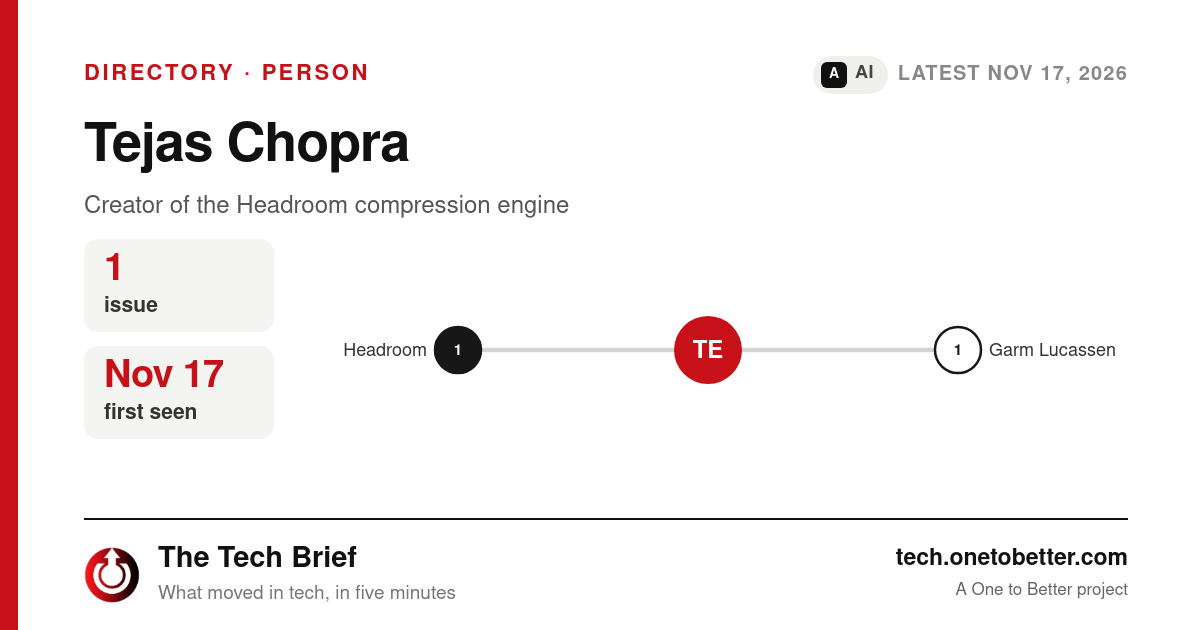 DIRECTORY · PERSON
A AI LATEST NOV 17, 2026
Tejas Chopra
Creator of the Headroom compression engine
1
issue
Nov 17
first seen
Headroom 1 TE 1 Garm Lucassen
The Tech Brief
What moved in tech, in five minutes
tech.onetobetter.com
A One to Better project